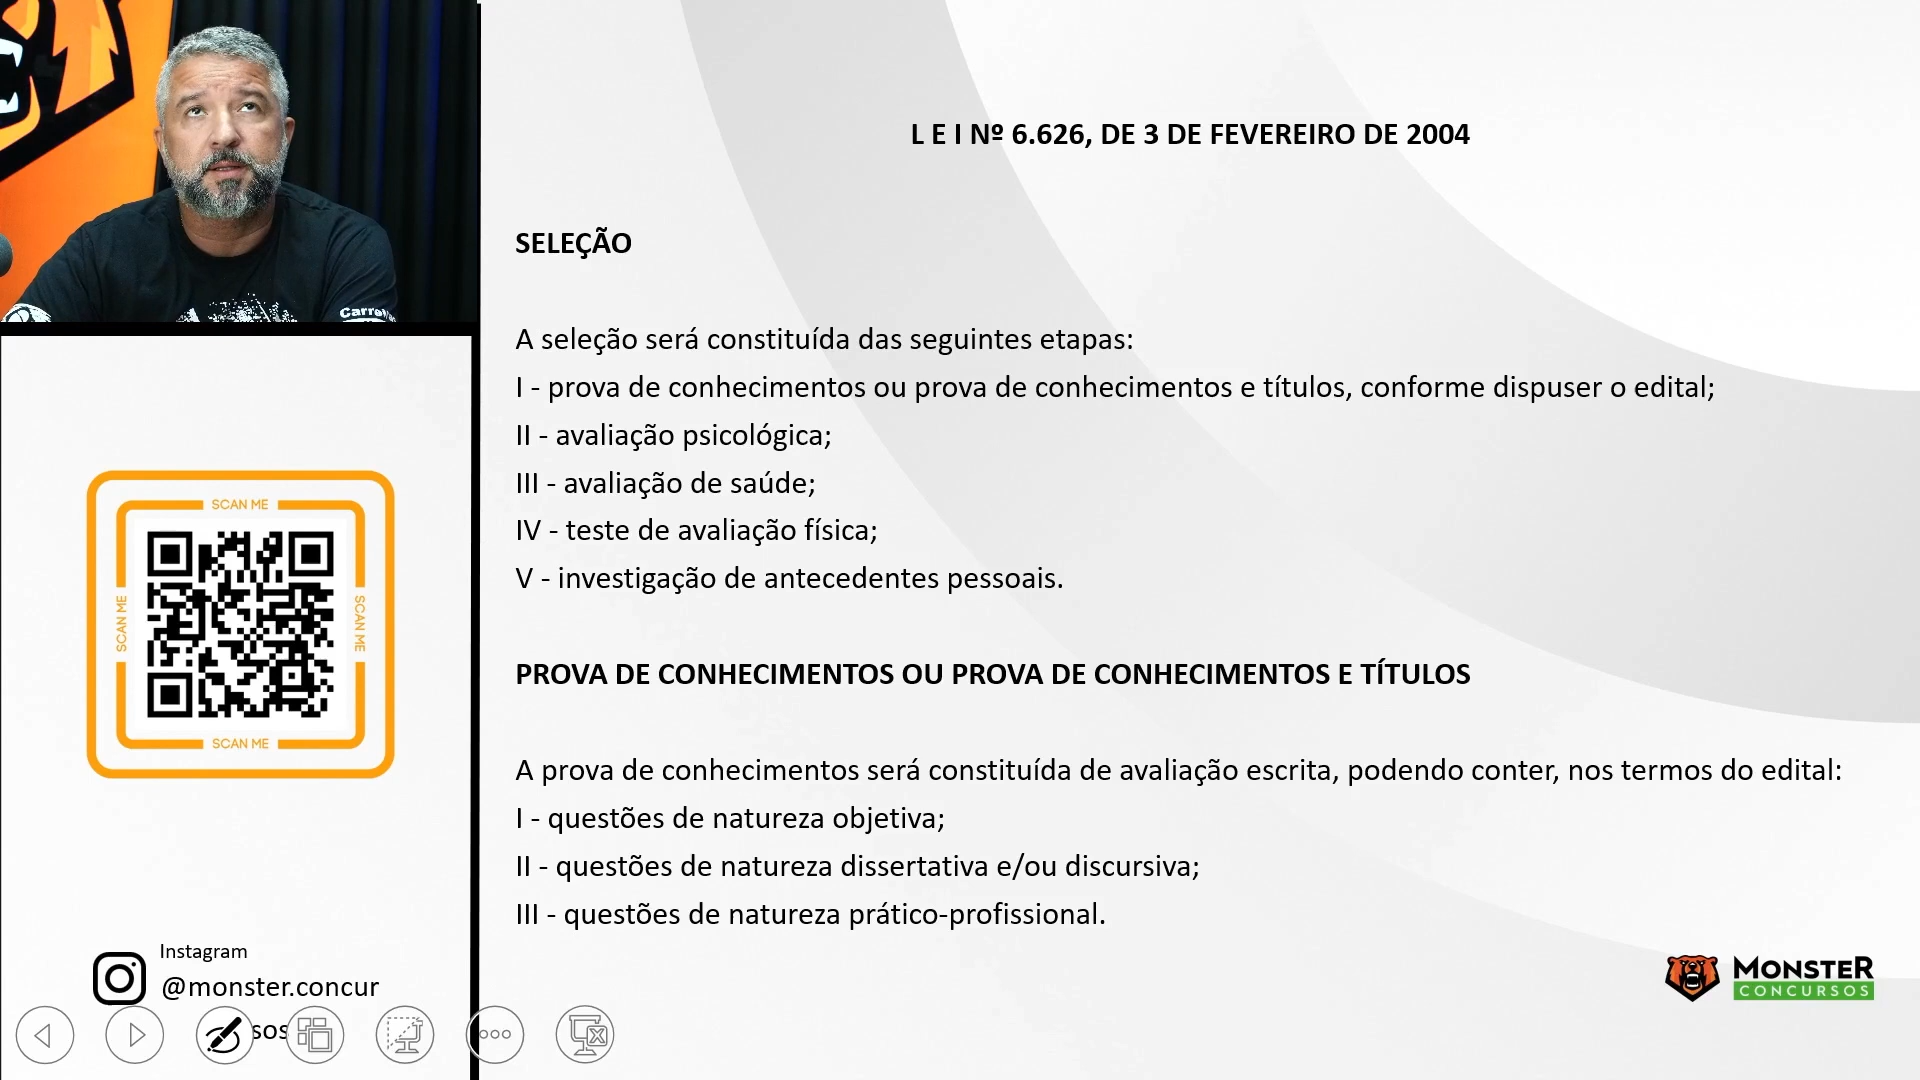 L E I Nº 6.626, DE 3 DE FEVEREIRO DE 2004
SELEÇÃO
A seleção será constituída das seguintes etapas:
I - prova de conhecimentos ou prova de conhecimentos e títulos, conforme dispuser o edital;
II - avaliação psicológica;
III - avaliação de saúde;
IV - teste de avaliação física;
V - investigação de antecedentes pessoais.
PROVA DE CONHECIMENTOS OU PROVA DE CONHECIMENTOS E TÍTULOS
A prova de conhecimentos será constituída de avaliação escrita, podendo conter, nos termos do edital:
I - questões de natureza objetiva;
II - questões de natureza dissertativa e/ou discursiva;
III - questões de natureza prático-profissional.
SCAN ME
SCAN ME
SCAN ME
SCAN ME
Instagram
@monster.concur
sos
MONSTER
CONCURSOS